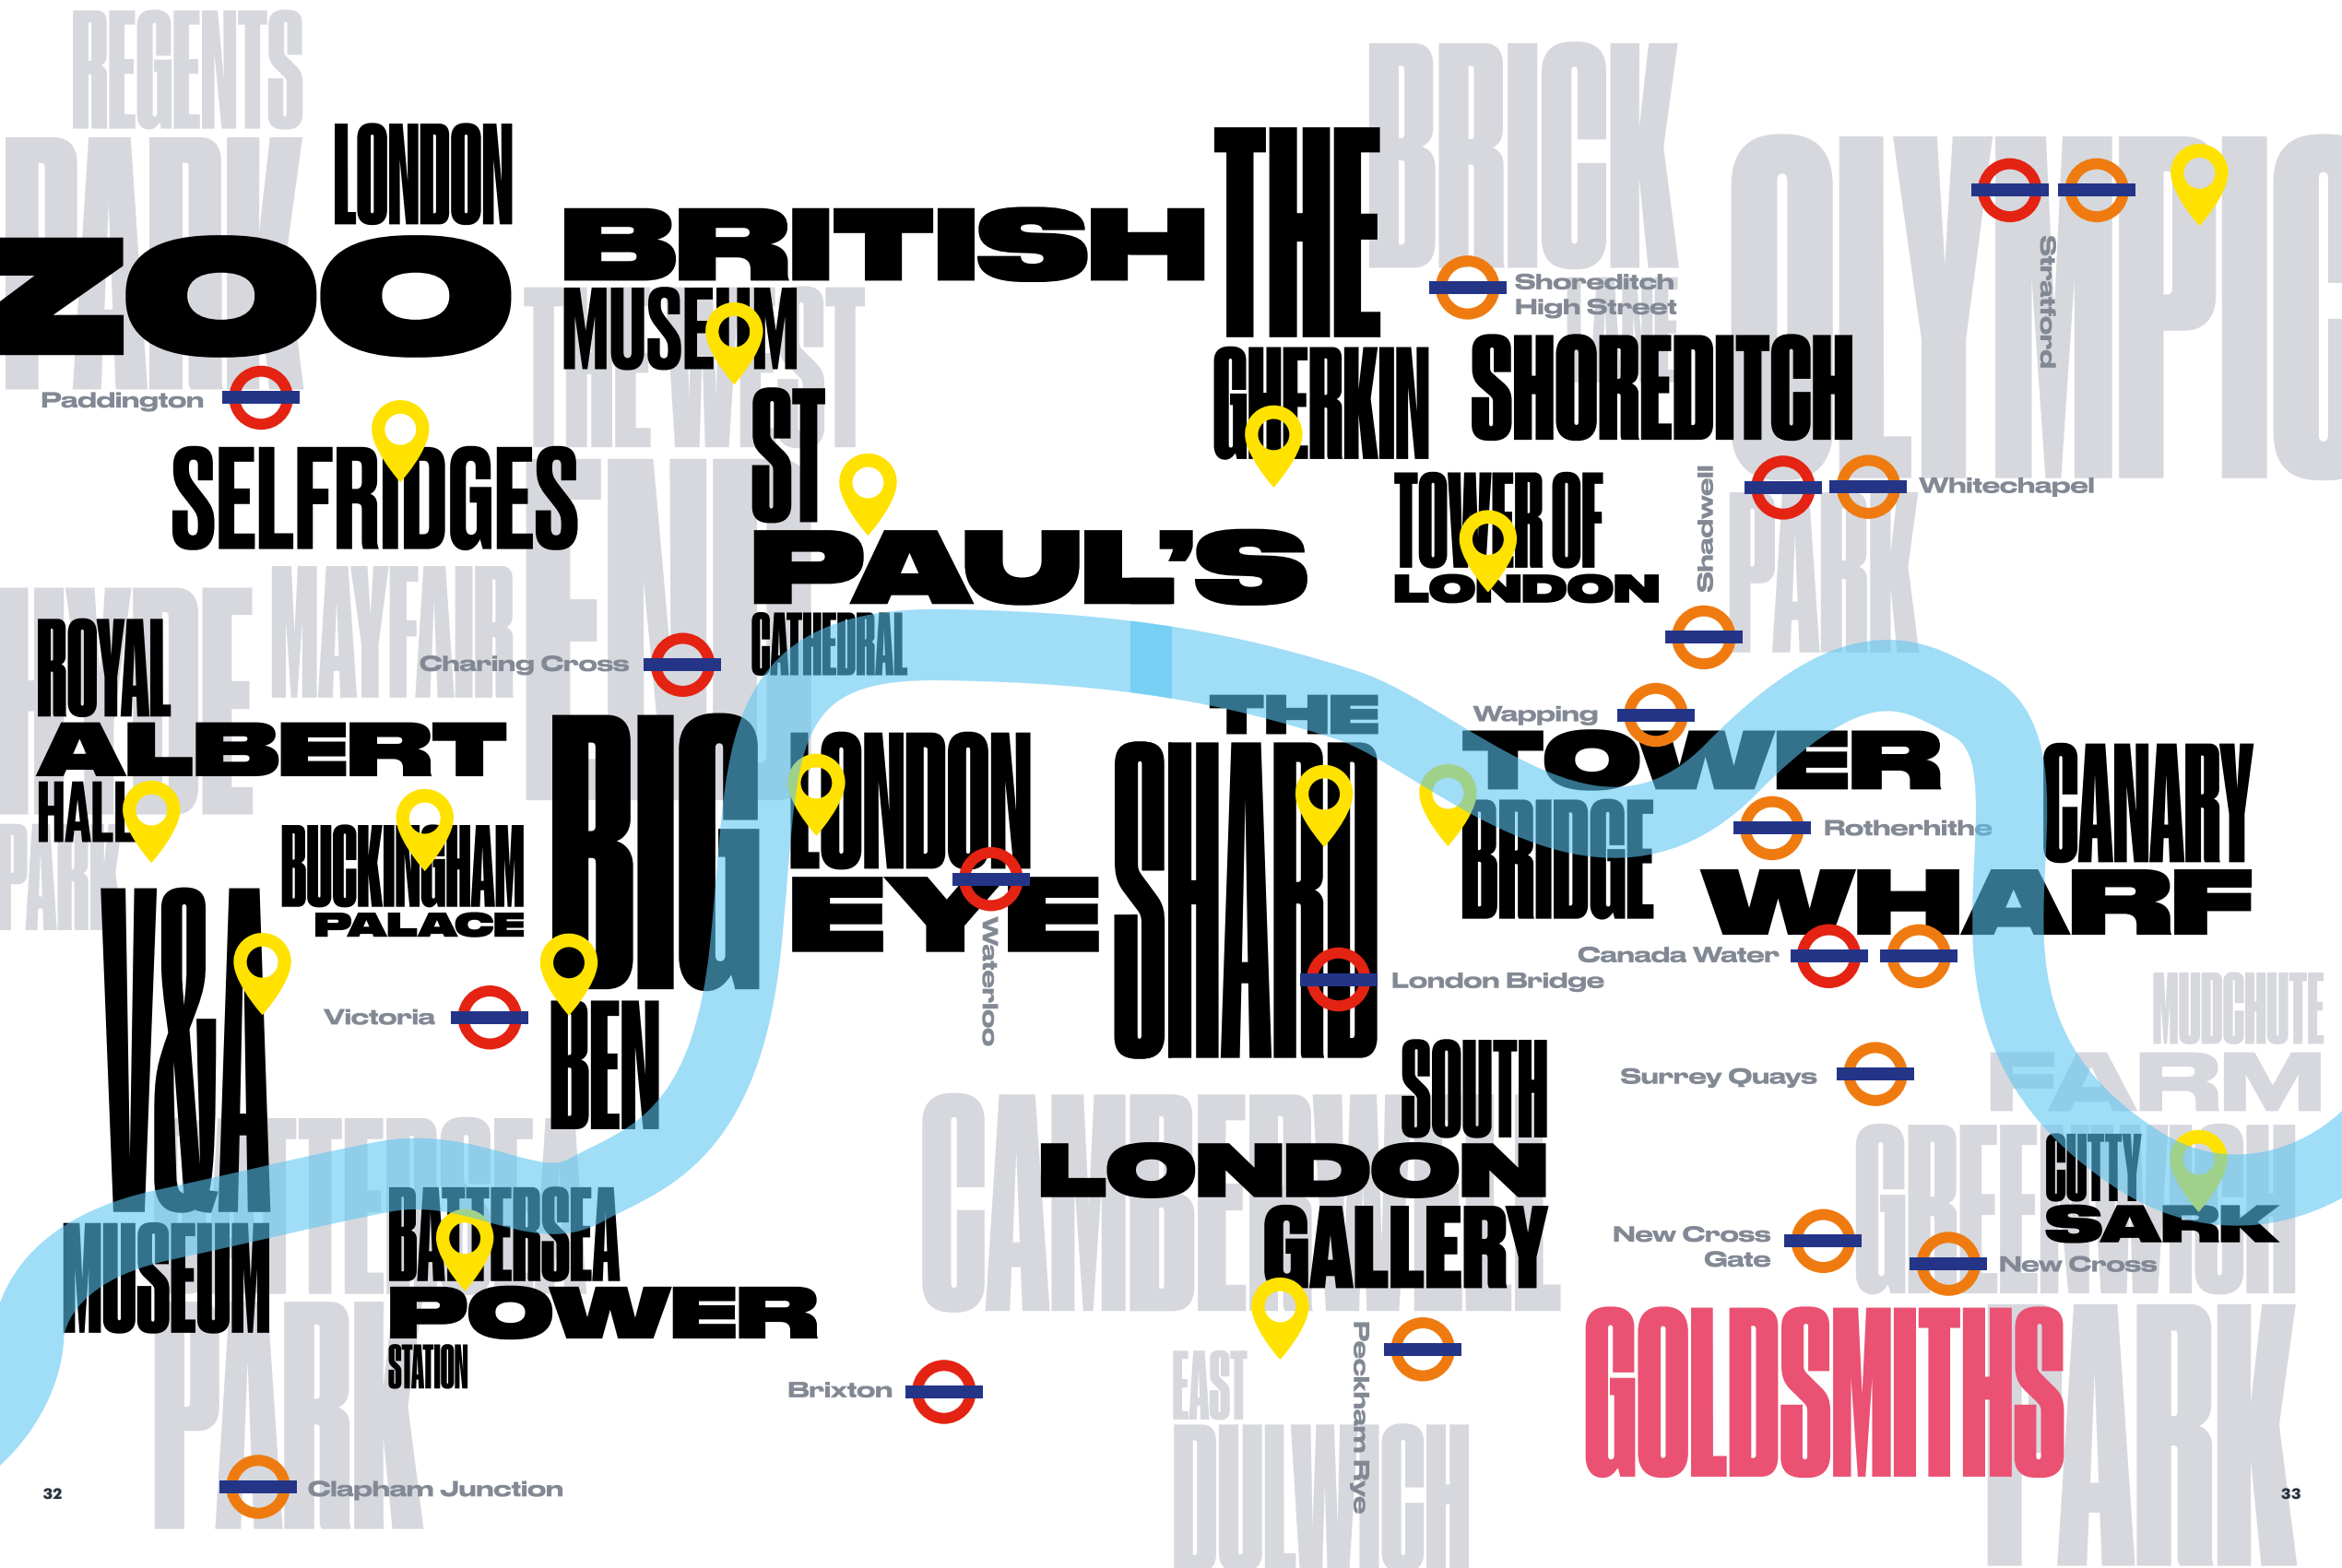 REGENTS
PARK
LONDON
ZOO
BRITISH
MUSEUM
THE
GHERKIN
BRICK
LANE
Shoreditch
High Street
SHOREDITCH
OLYMPIC
PARK
Stratford
Paddington
SELFRIDGES
THE WEST
END
ST
PAUL'S
CATHEDRAL
TOWER OF
LONDON
Shadwell
Whitechapel
HYDE
PARK
MAYFAIR
ROYAL
ALBERT
HALL
Charing Cross
BUCKINGHAM
PALACE
BIG
BEN
LONDON
EYE
Waterloo
THE
SHARD
Wapping
TOWER
BRIDGE
Rotherhithe
CANARY
WHARF
London Bridge
Canada Water
V&A
MUSEUM
Victoria
Surrey Quays
MUDCHUTE
FARM
SOUTH
LONDON
GALLERY
CAMBERWELL
GREENWICH
PARK
CUTTY
SARK
BATTERSEA
PARK
BATTERSEA
POWER
STATION
New Cross
Gate
New Cross
GOLDSMITHS
Brixton
Peckham Rye
EAST
DULWICH
Clapham Junction
32
33